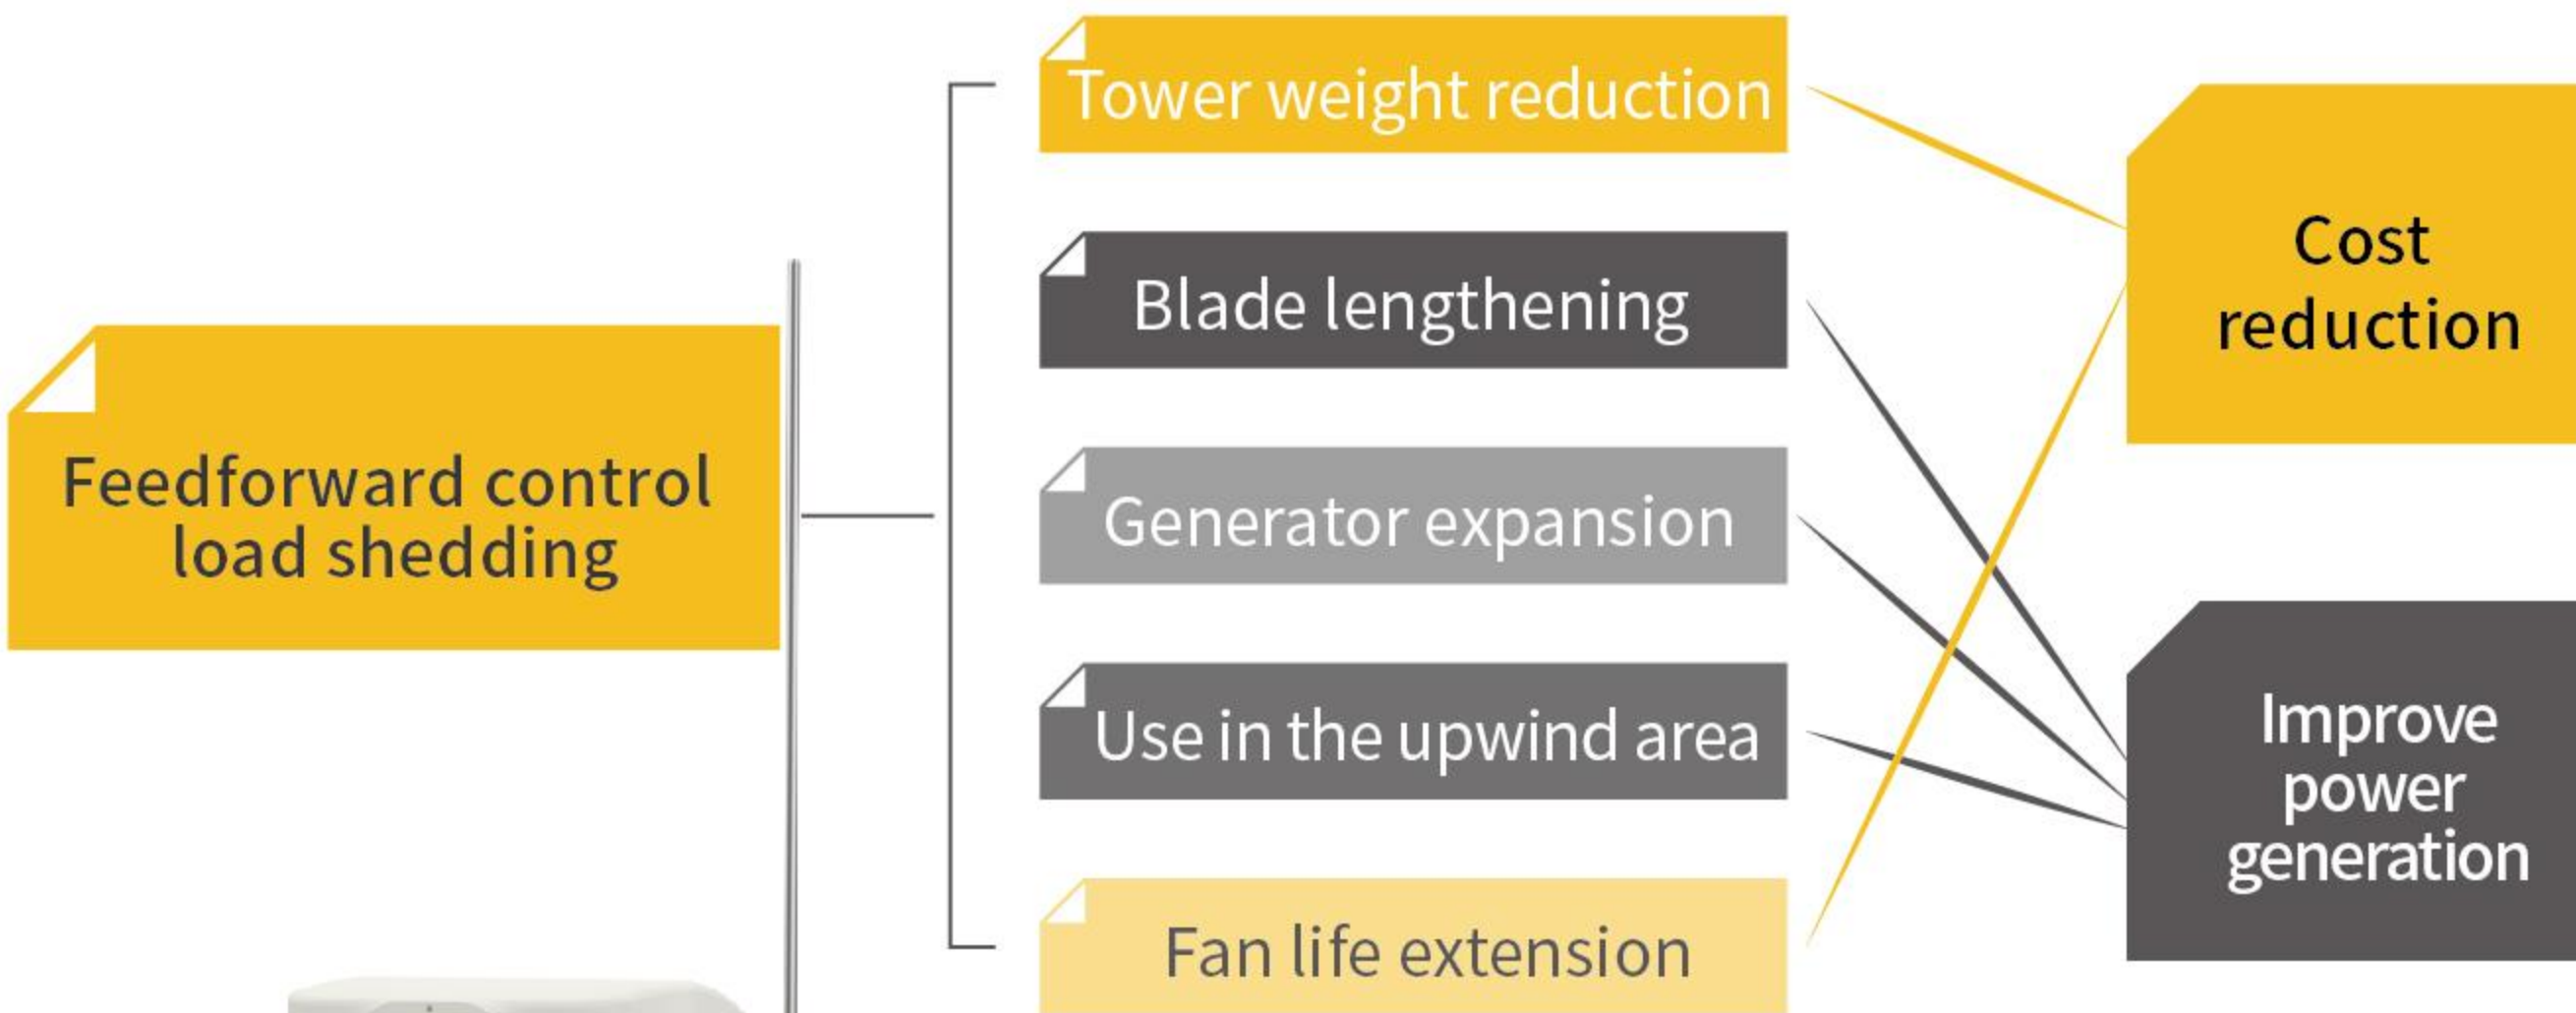 Feedforward control
load shedding
Tower weight reduction
Blade lengthening
Generator expansion
Use in the upwind area
Fan life extension
Cost
reduction
Improve
power
generation